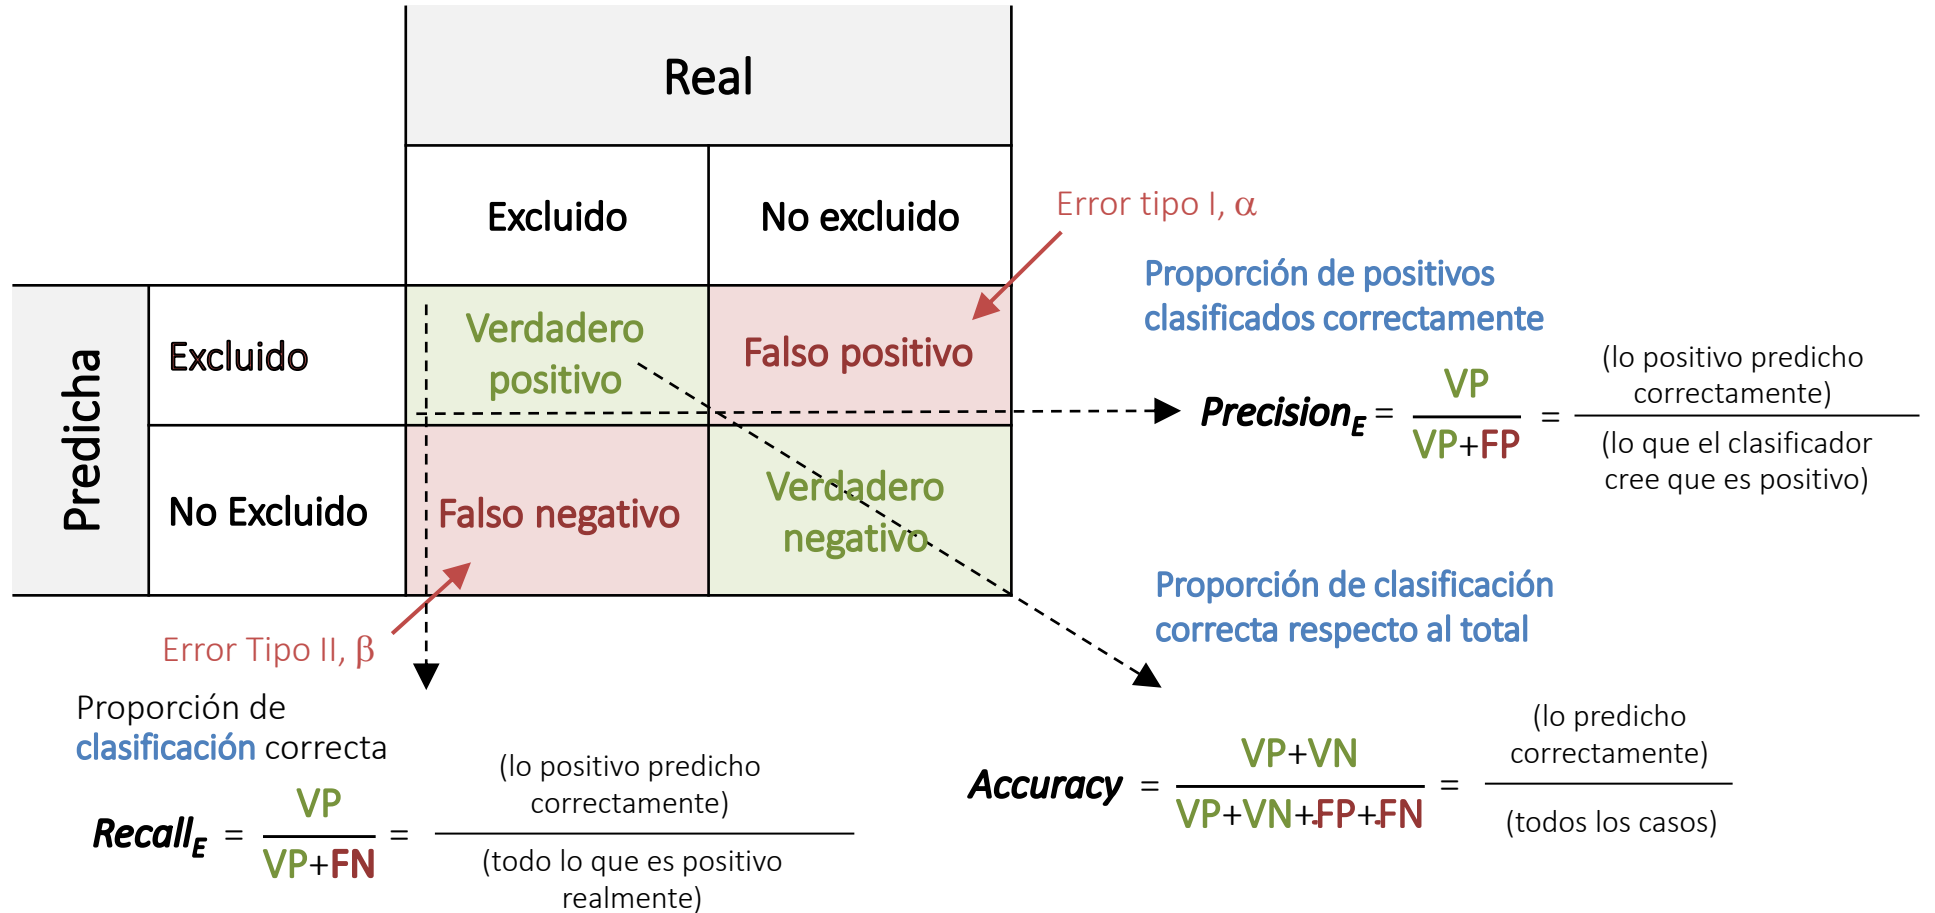 Real
Excluido
No excluido
Error tipo I, α
Predicha
Excluido
Verdadero
positivo
Falso positivo
Proporción de positivos
clasificados correctamente
Precision_E = VP / VP+FP = (lo positivo predicho
correctamente)
(lo que el clasificador
cree que es positivo)
No Excluido
Falso negativo
Verdadero
negativo
Error Tipo II, β
Proporción de
clasificación correcta
Recall_E = VP / VP+FN = (lo positivo predicho
correctamente)
(todo lo que es positivo
realmente)
Proporción de clasificación
correcta respecto al total
Accuracy = VP+VN / VP+VN+FP+FN = (lo predicho
correctamente)
(todos los casos)